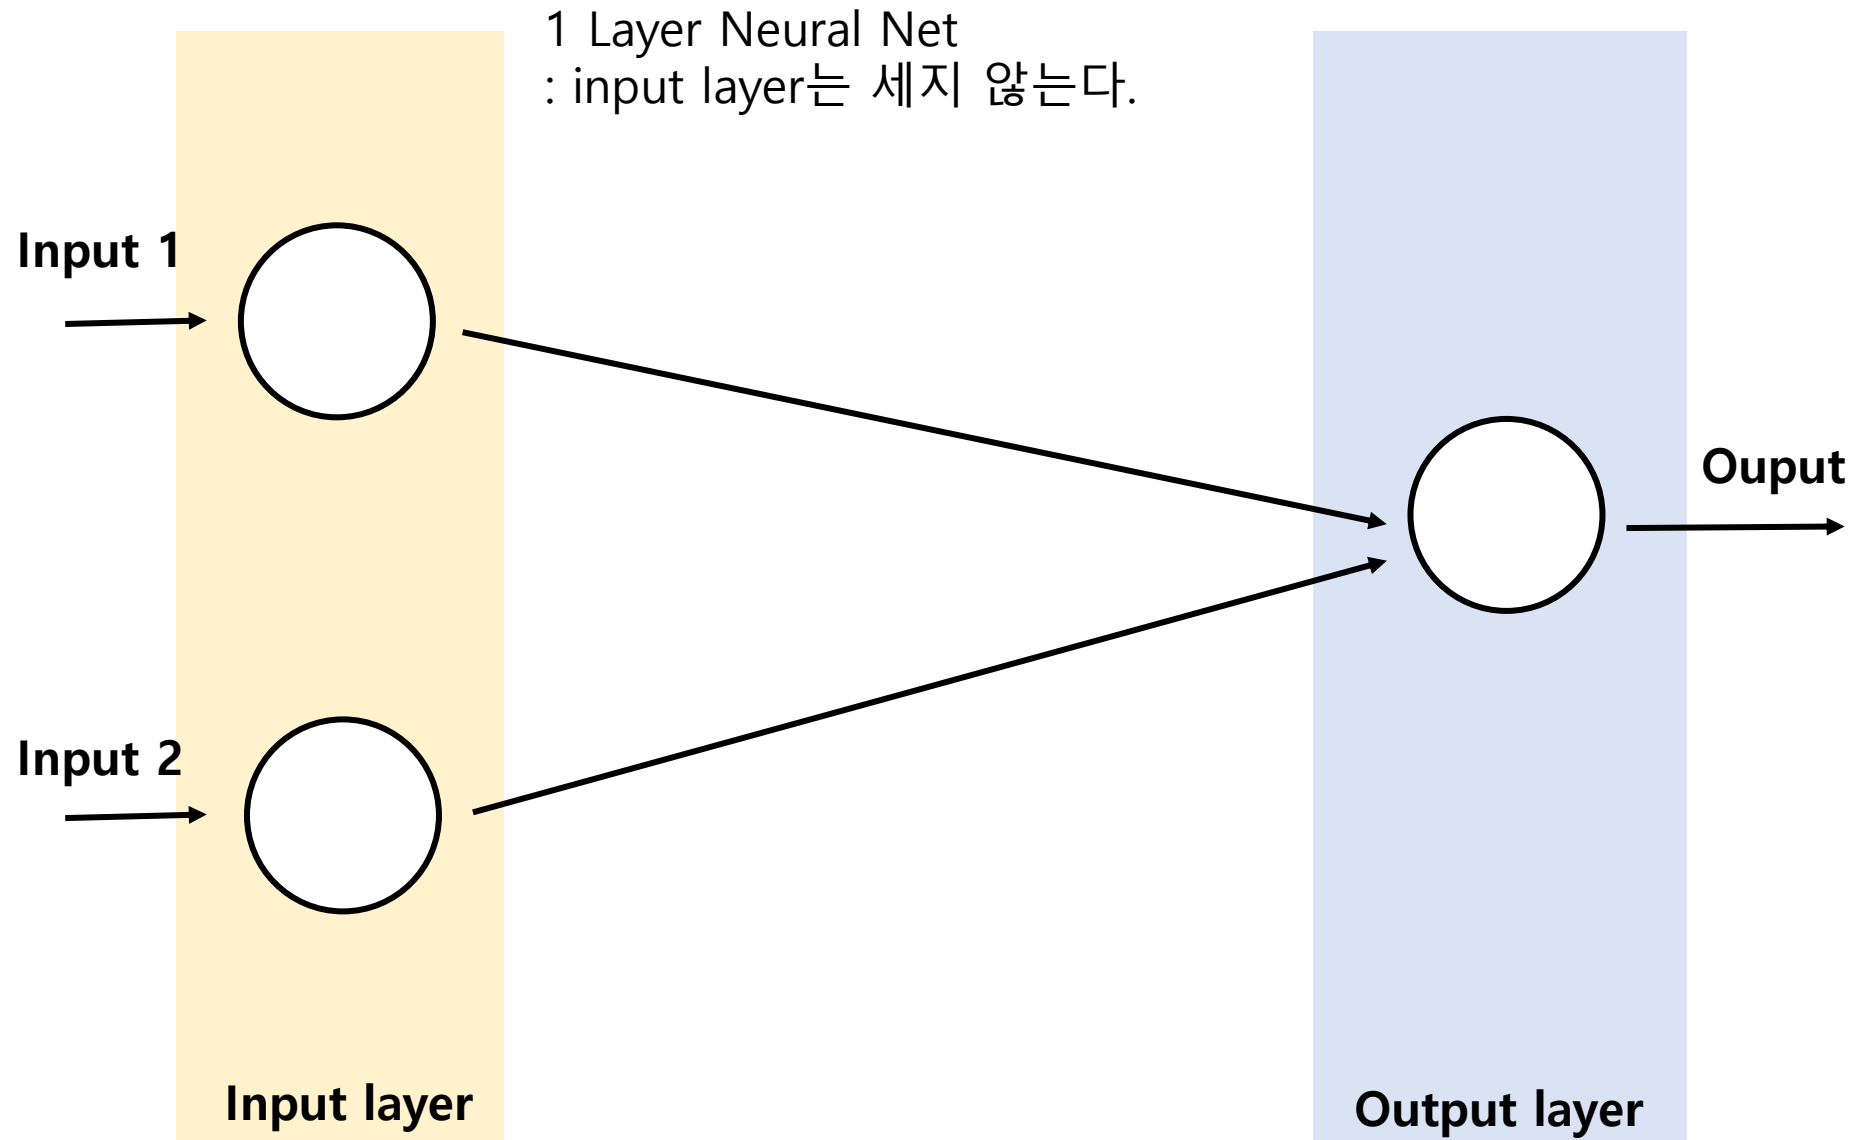 1 Layer Neural Net
: input layer는 세지 않는다.
Input 1
Ouput
Input 2
Input layer
Output layer